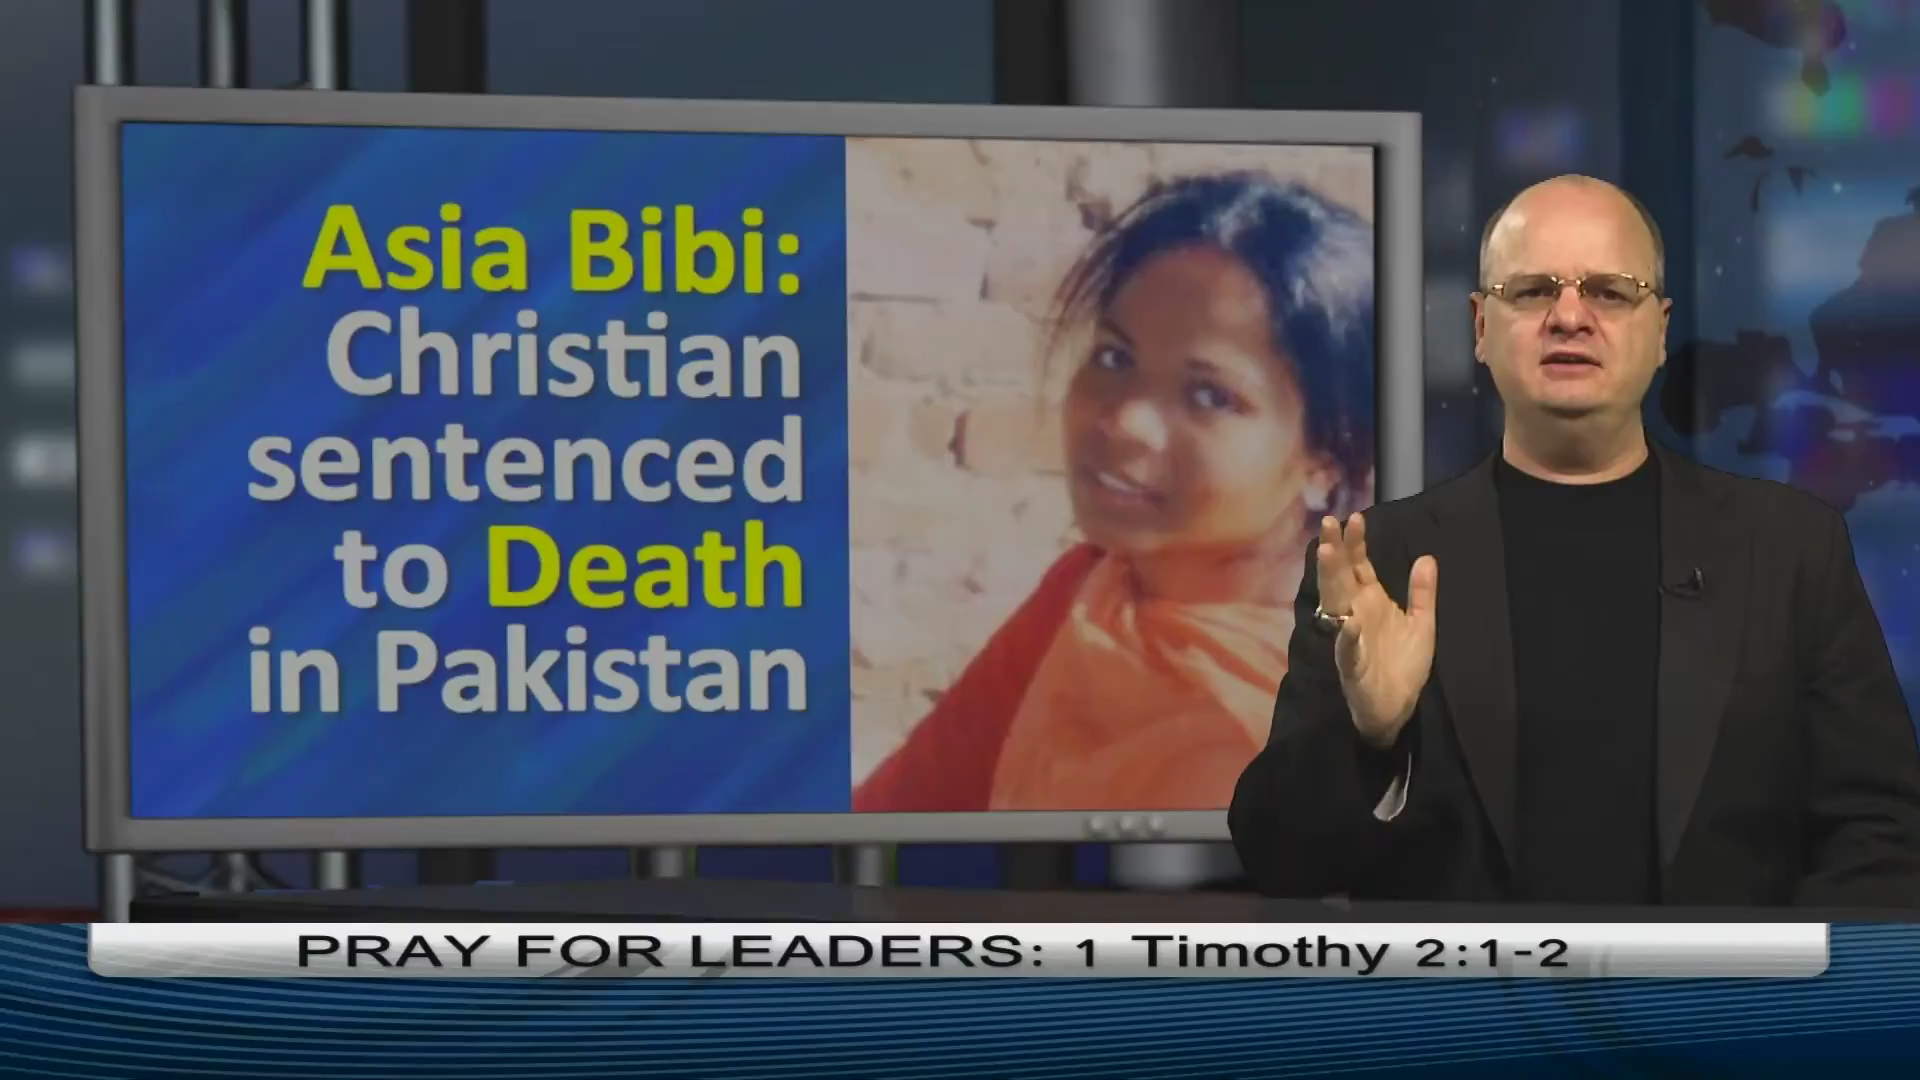 Asia Bibi:
Christian
sentenced
to Death
in Pakistan
PRAY FOR LEADERS: 1 Timothy 2:1-2